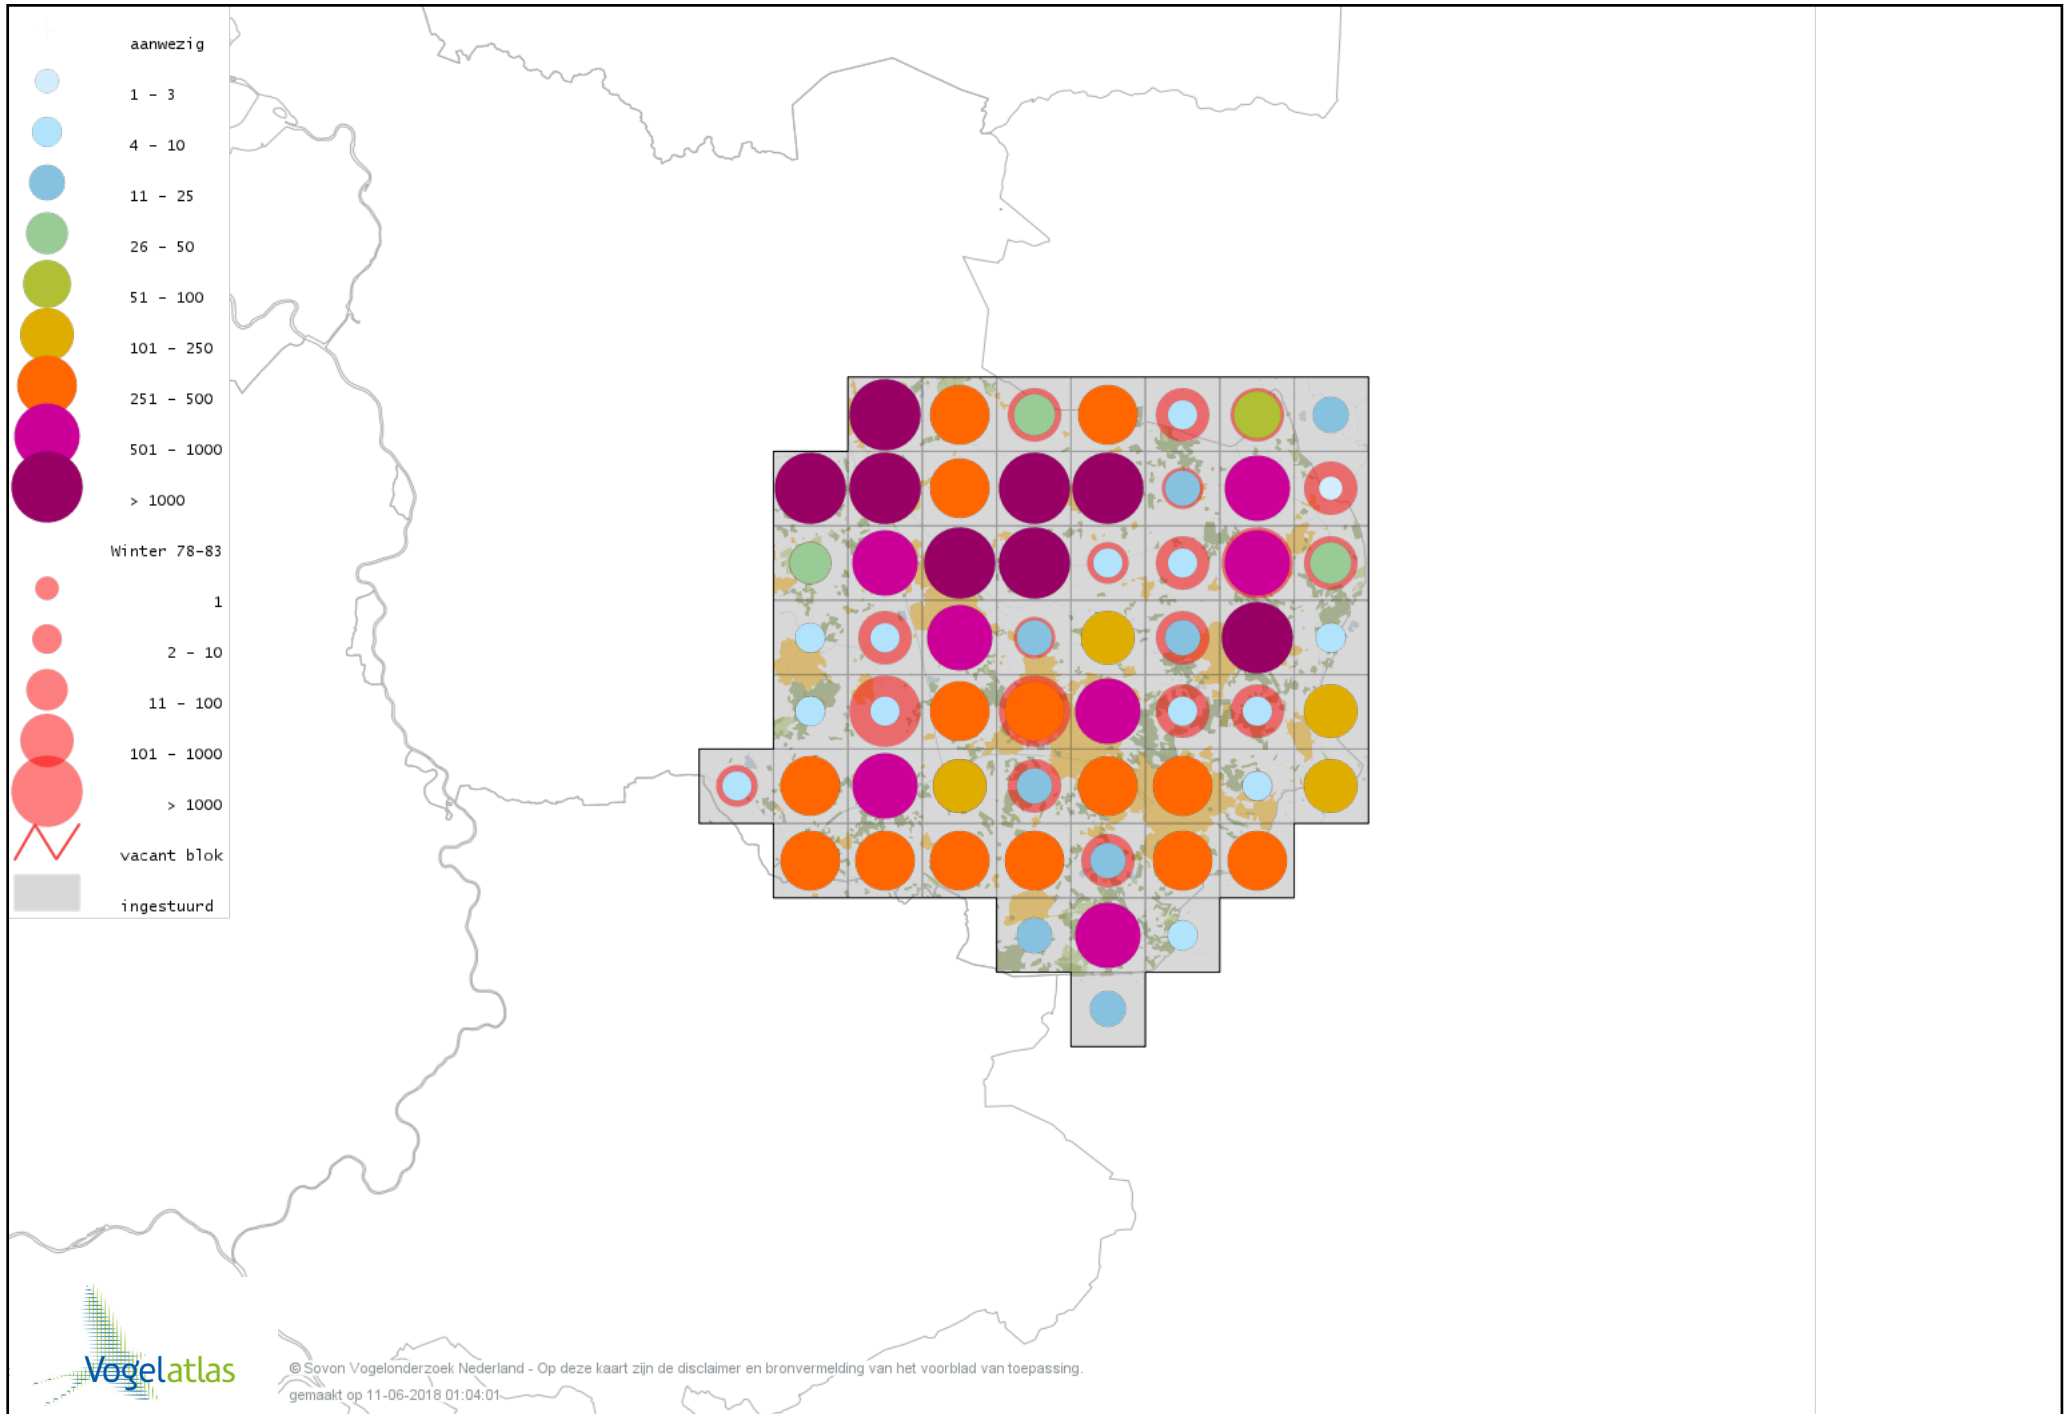 aanwezig
1 - 3
4 - 10
11 - 25
26 - 50
51 - 100
101 - 250
251 - 500
501 - 1000
> 1000
Winter 78-83
1
2 - 10
11 - 100
101 - 1000
> 1000
vacant blok
ingestuurd
Vogelatlas
© Sovon Vogelonderzoek Nederland - Op deze kaart zijn de disclaimer en bronvermelding van het voorblad van toepassing.
gemaakt op 11-06-2018 01:04:01